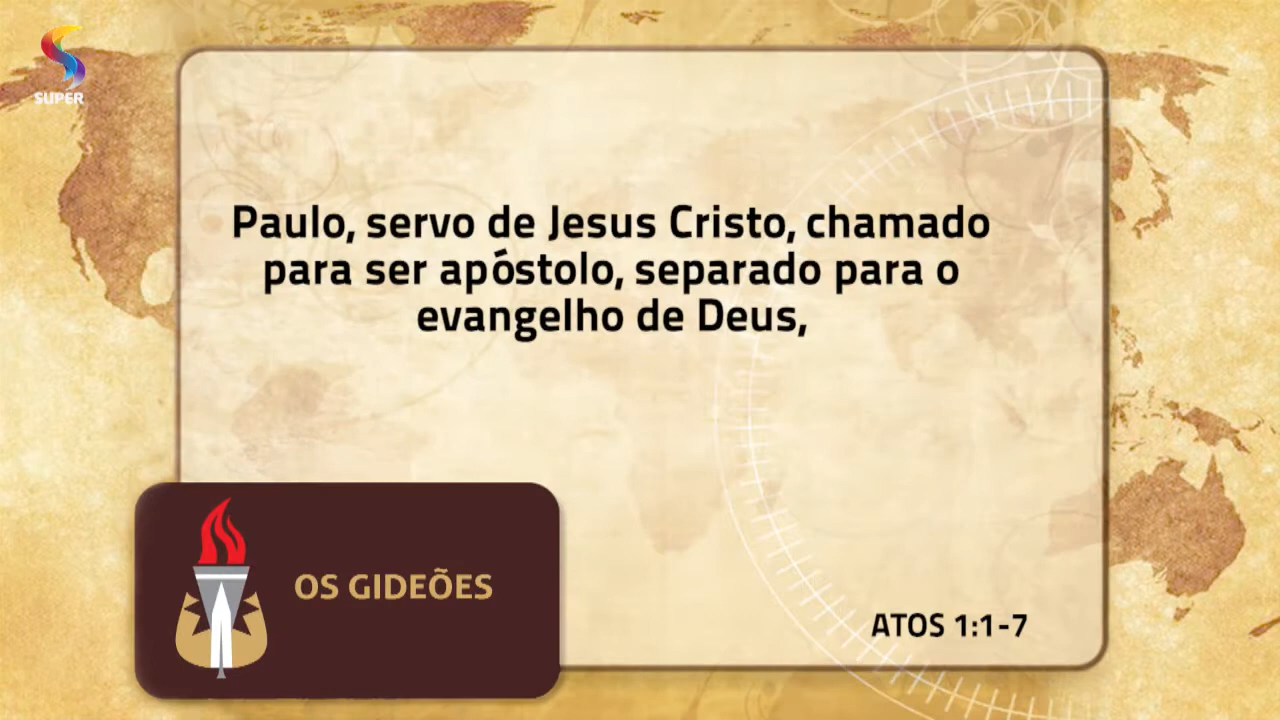 SUPER
Paulo, servo de Jesus Cristo, chamado
para ser apóstolo, separado para o
evangelho de Deus,
OS GIDEÕES
ATOS 1:1-7